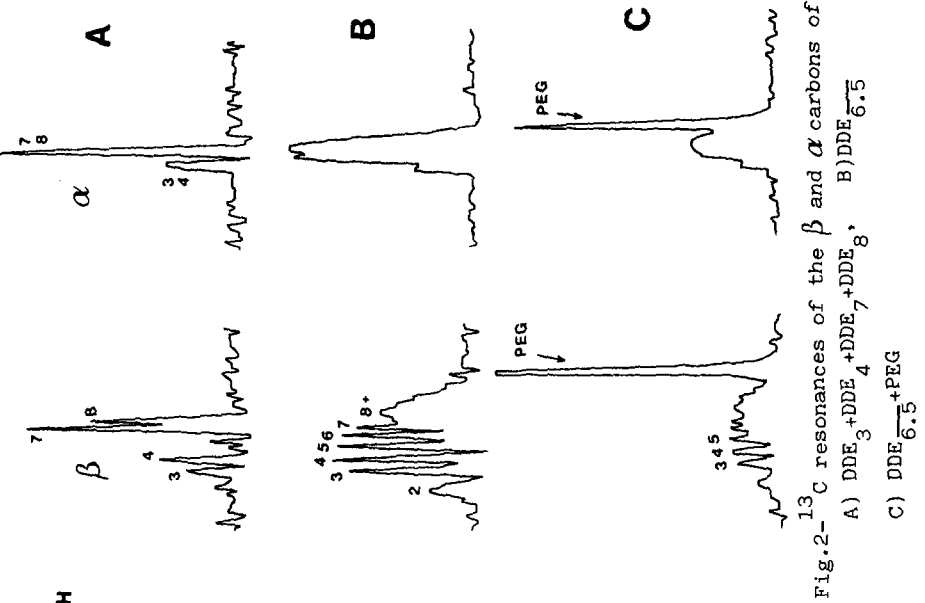 H
β
α
A
7
8
4
3
7 8
3 4
B
2
3
4
5
6
7
8+
C
PEG
3 4 5
PEG
Fig.2-¹³C resonances of the β and α carbons of
A) DDE₃+DDE₄+DDE₇+DDE₈, B)DDE6.5
C) DDE6.5+PEG